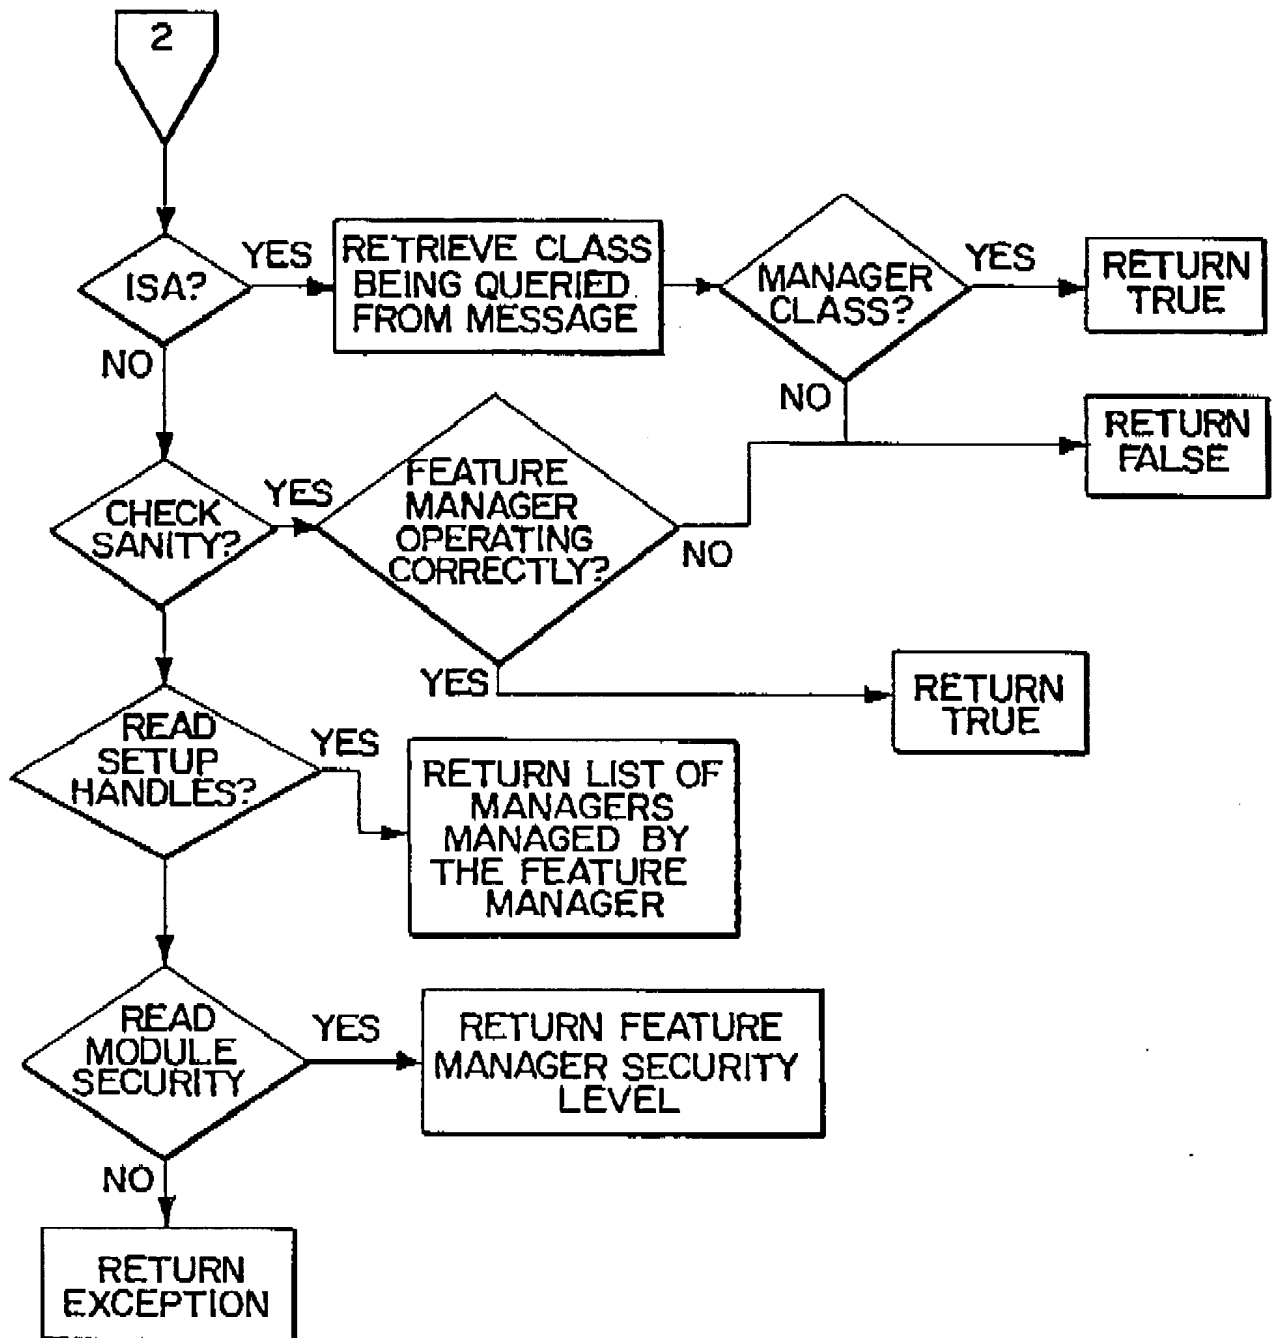 2
ISA?
YES
RETRIEVE CLASS
BEING QUERIED
FROM MESSAGE
MANAGER
CLASS?
YES
RETURN
TRUE
NO
NO
RETURN
FALSE
CHECK
SANITY?
YES
FEATURE
MANAGER
OPERATING
CORRECTLY?
NO
YES
RETURN
TRUE
READ
SETUP
HANDLES?
YES
RETURN LIST OF
MANAGERS
MANAGED BY
THE FEATURE
MANAGER
READ
MODULE
SECURITY
YES
RETURN FEATURE
MANAGER SECURITY
LEVEL
NO
RETURN
EXCEPTION